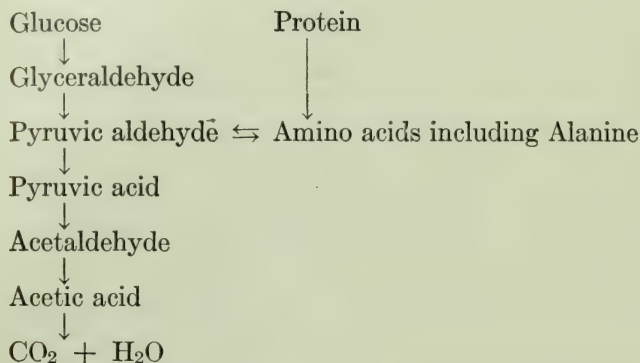 Glucose Protein
↓ ↓
Glyceraldehyde
↓
Pyruvic aldehyde ⇆ Amino acids including Alanine
↓
Pyruvic acid
↓
Acetaldehyde
↓
Acetic acid
↓
CO₂ + H₂O